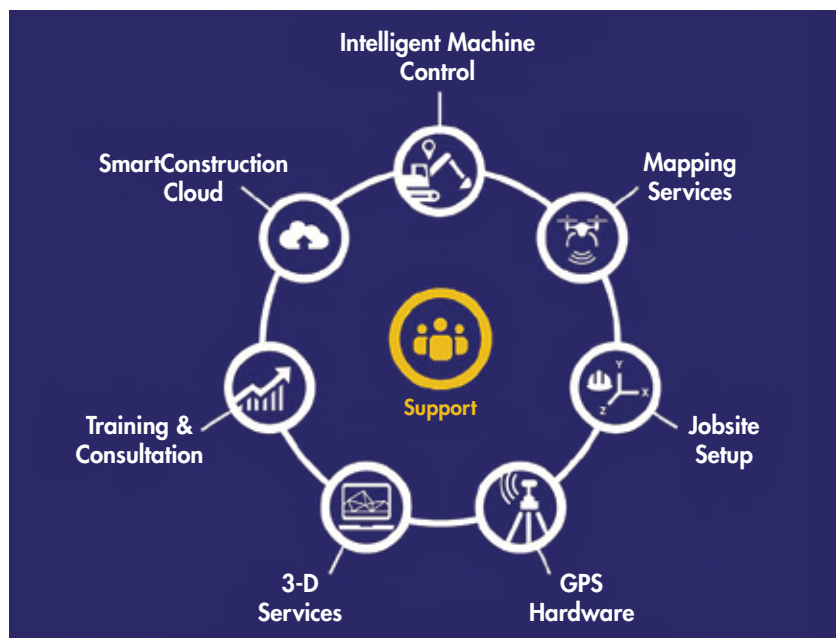 Intelligent Machine
Control
SmartConstruction
Cloud
Mapping
Services
Support
Training &
Consultation
Jobsite
Setup
3-D
Services
GPS
Hardware
Y
X
Z